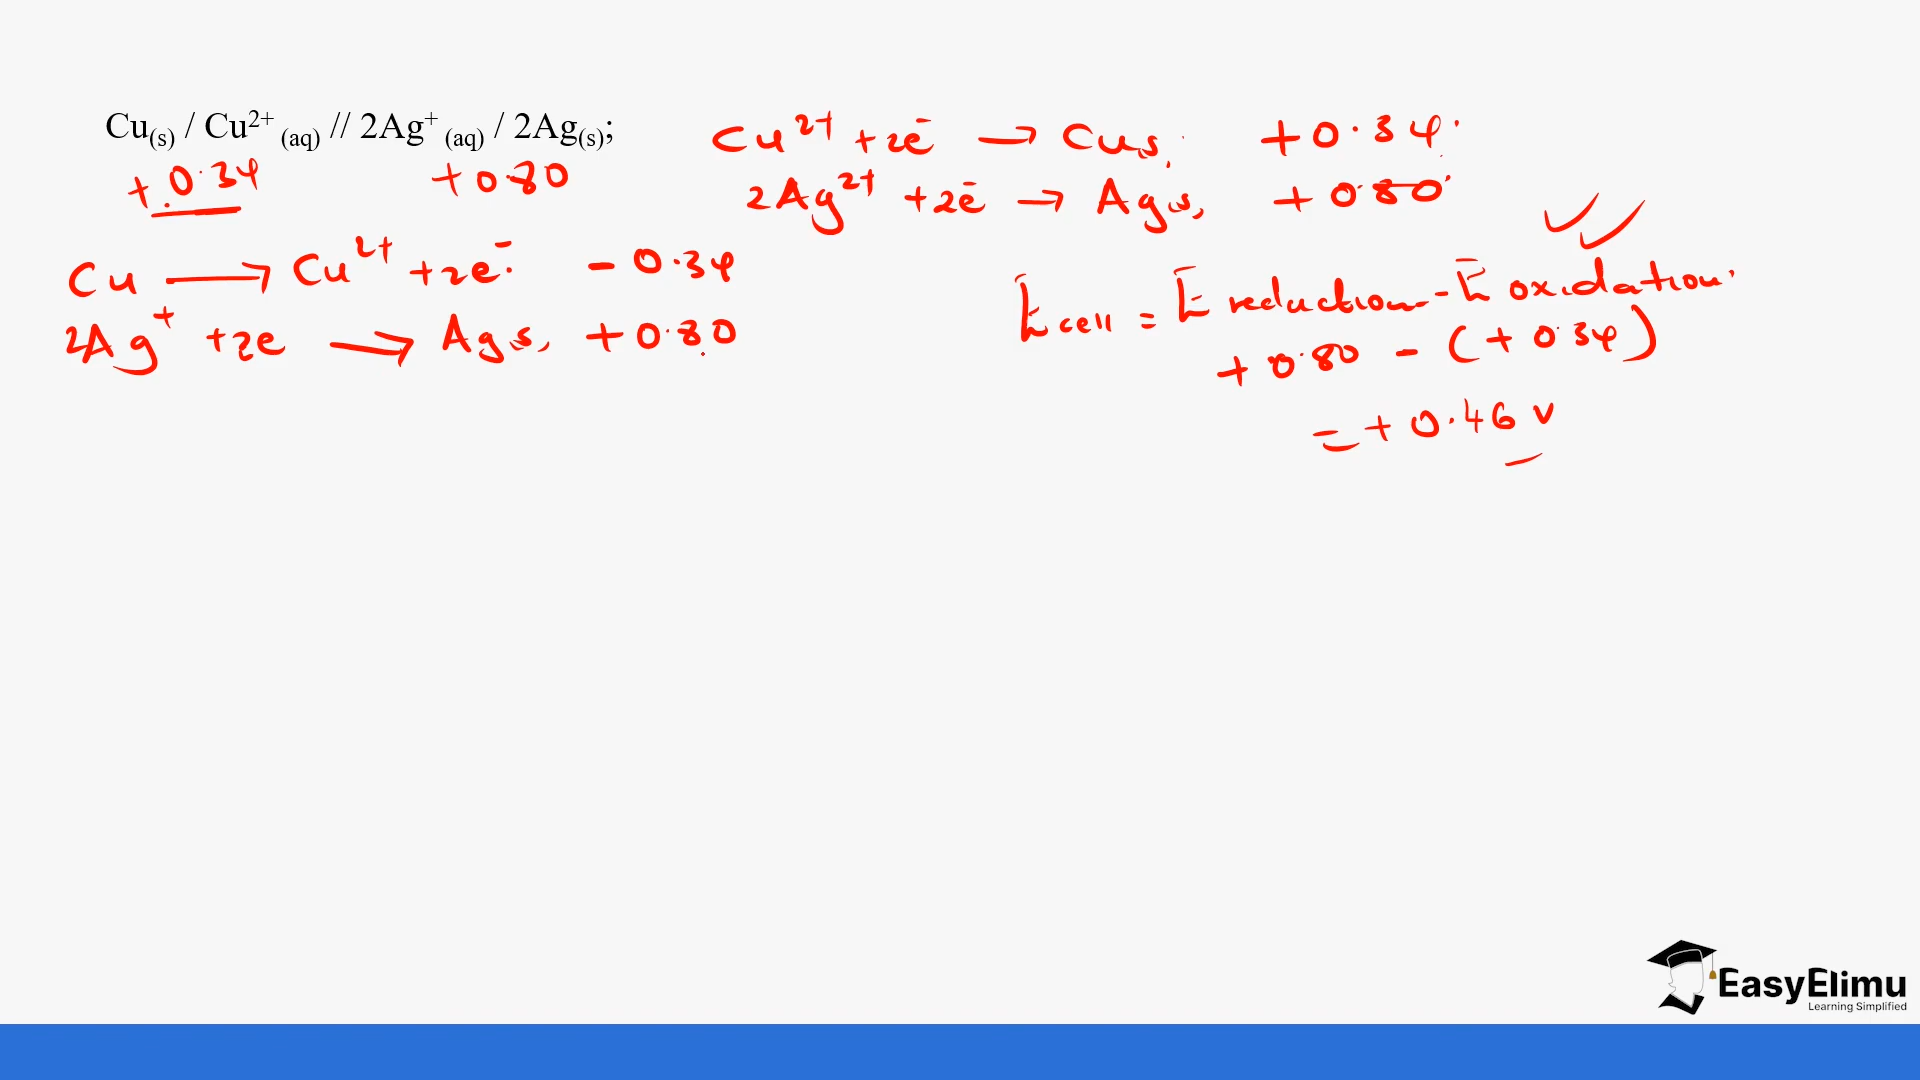 Cu(s) / Cu²⁺ (aq) // 2Ag⁺ (aq) / 2Ag(s);
+0.34 +0.80
Cu → Cu²⁺ +2e⁻ -0.34
2Ag⁺ +2e → Ag(s) +0.80
Cu²⁺ +2e⁻ → Cu(s) +0.34
2Ag²⁺ +2e⁻ → Ag(s) +0.80
E cell = E reduction - E oxidation
+0.80 - (+0.34)
= +0.46 v
EasyElimu
Learning Simplified